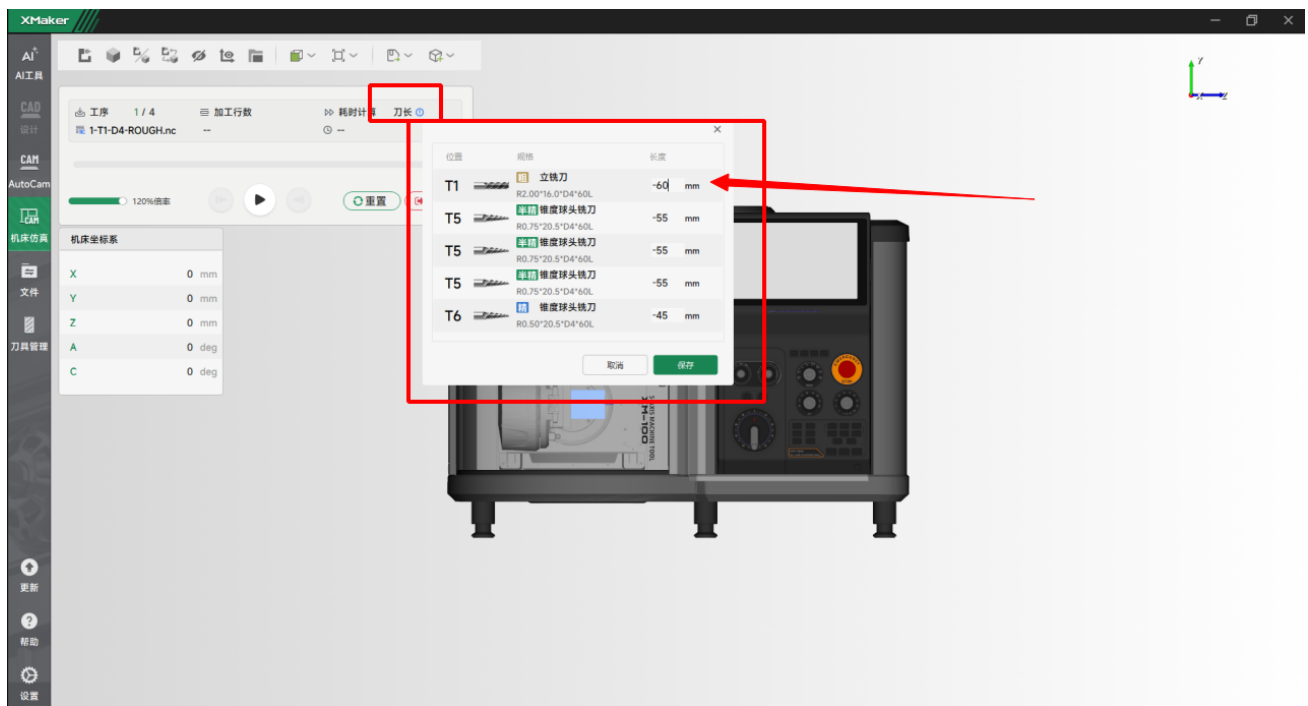 XMaker
AI
AI工具
CAD
设计
CAM
AutoCam
CAM
机床仿真
文件
刀具管理
更新
帮助
设置
工序 1 / 4 加工行数 耗时计算 刀长
1-T1-D4-ROUGH.nc -- --
120%倍率
重置
机床坐标系
X 0 mm
Y 0 mm
Z 0 mm
A 0 deg
C 0 deg
位置 规格 长度
T1 立铣刀 -60 mm
R2.00*16.0*D4*60L
T5 半精 锥度球头铣刀 -55 mm
R0.75*20.5*D4*60L
T5 半精 锥度球头铣刀 -55 mm
R0.75*20.5*D4*60L
T5 半精 锥度球头铣刀 -55 mm
R0.75*20.5*D4*60L
T6 精 锥度球头铣刀 -45 mm
R0.50*20.5*D4*60L
取消 保存
5-AXIS MACHINE TOOL
XM-100
Y
X Z